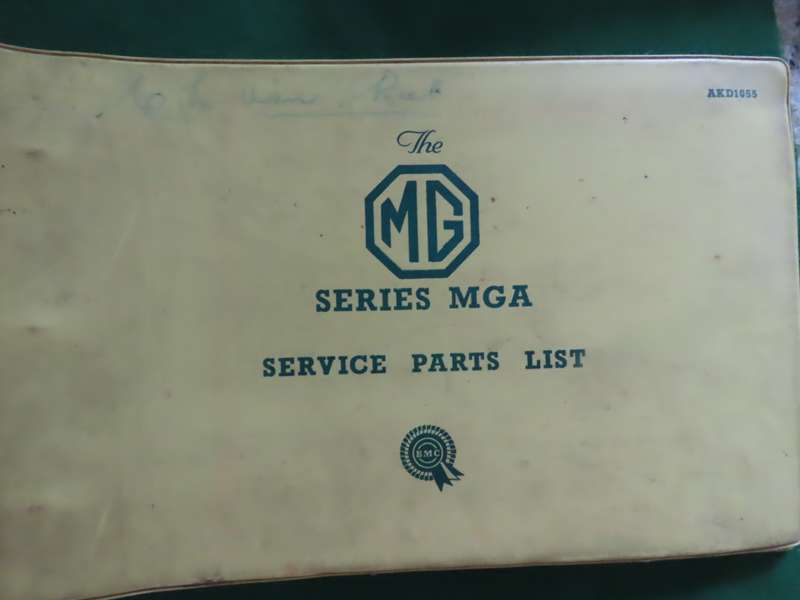 AKD1055
The
MG
SERIES MGA
SERVICE PARTS LIST
BMC